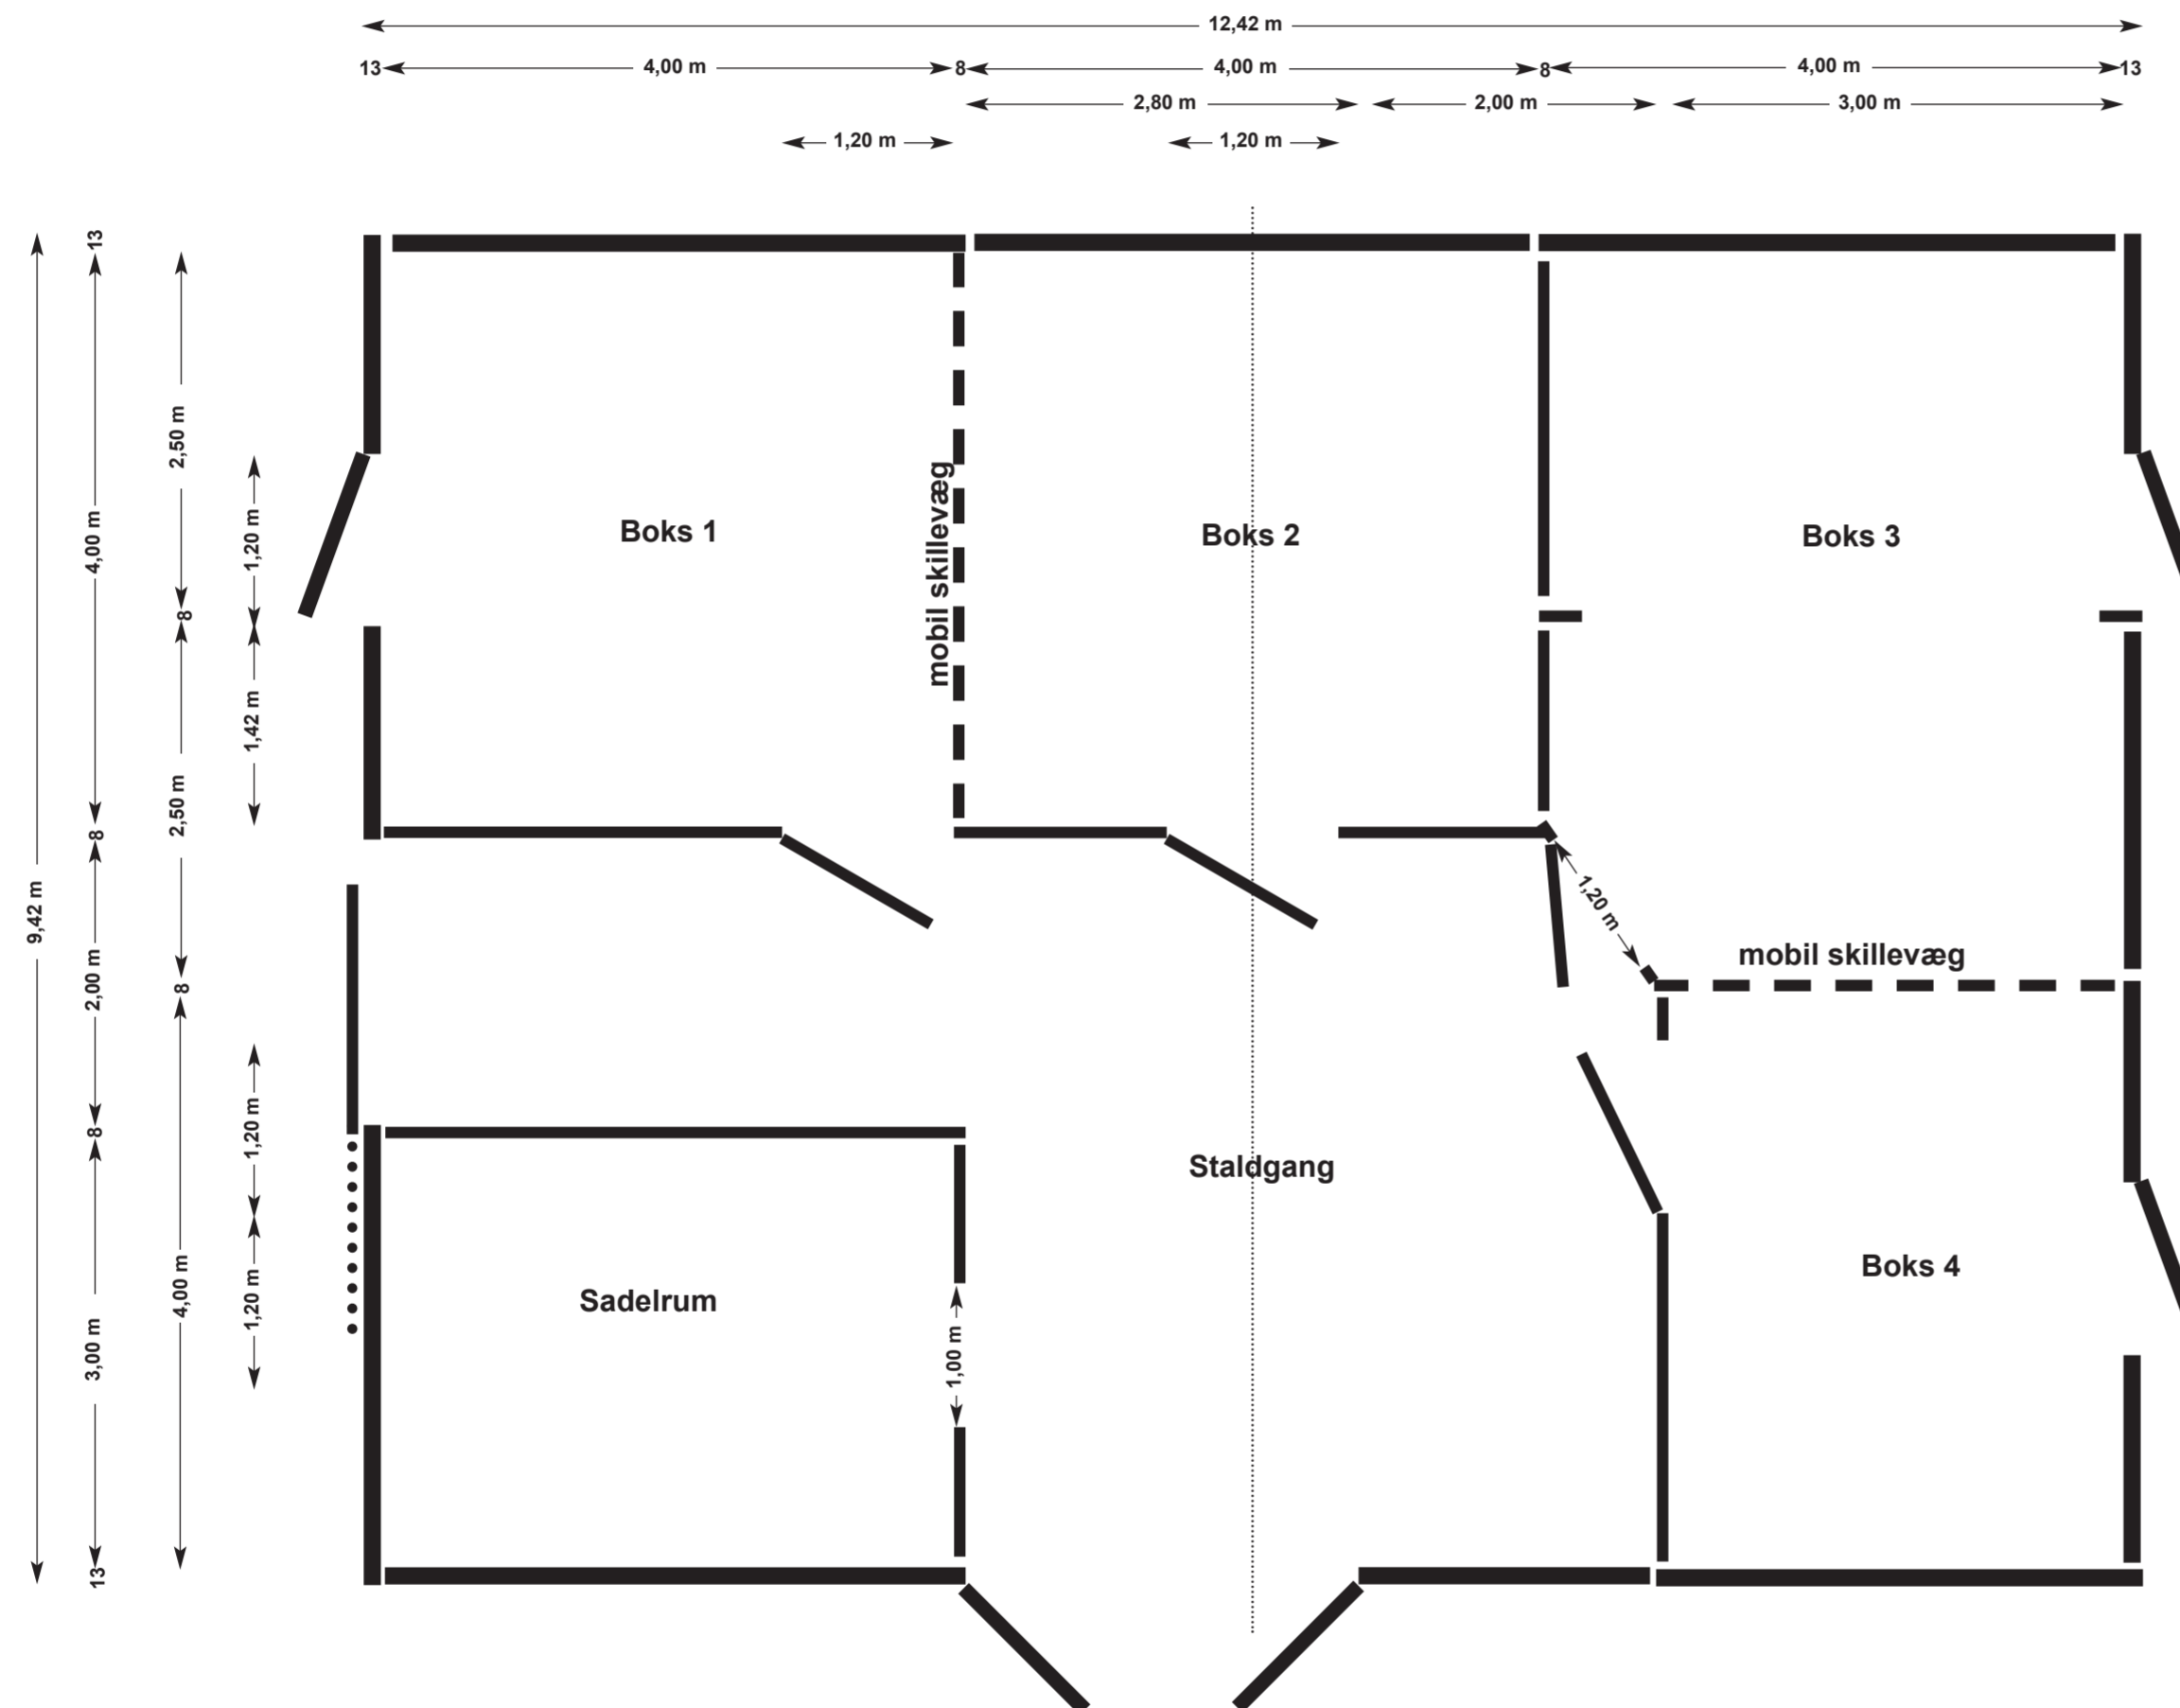 12,42 m
13
4,00 m
8
4,00 m
8
4,00 m
13
2,80 m
2,00 m
3,00 m
1,20 m
1,20 m
9,42 m
13
4,00 m
8
2,00 m
8
3,00 m
13
2,50 m
8
2,50 m
8
4,00 m
1,20 m
1,42 m
1,20 m
1,20 m
Boks 1
mobil skillevæg
Boks 2
Boks 3
1,20 m
mobil skillevæg
Staldgang
Boks 4
Sadelrum
1,00 m